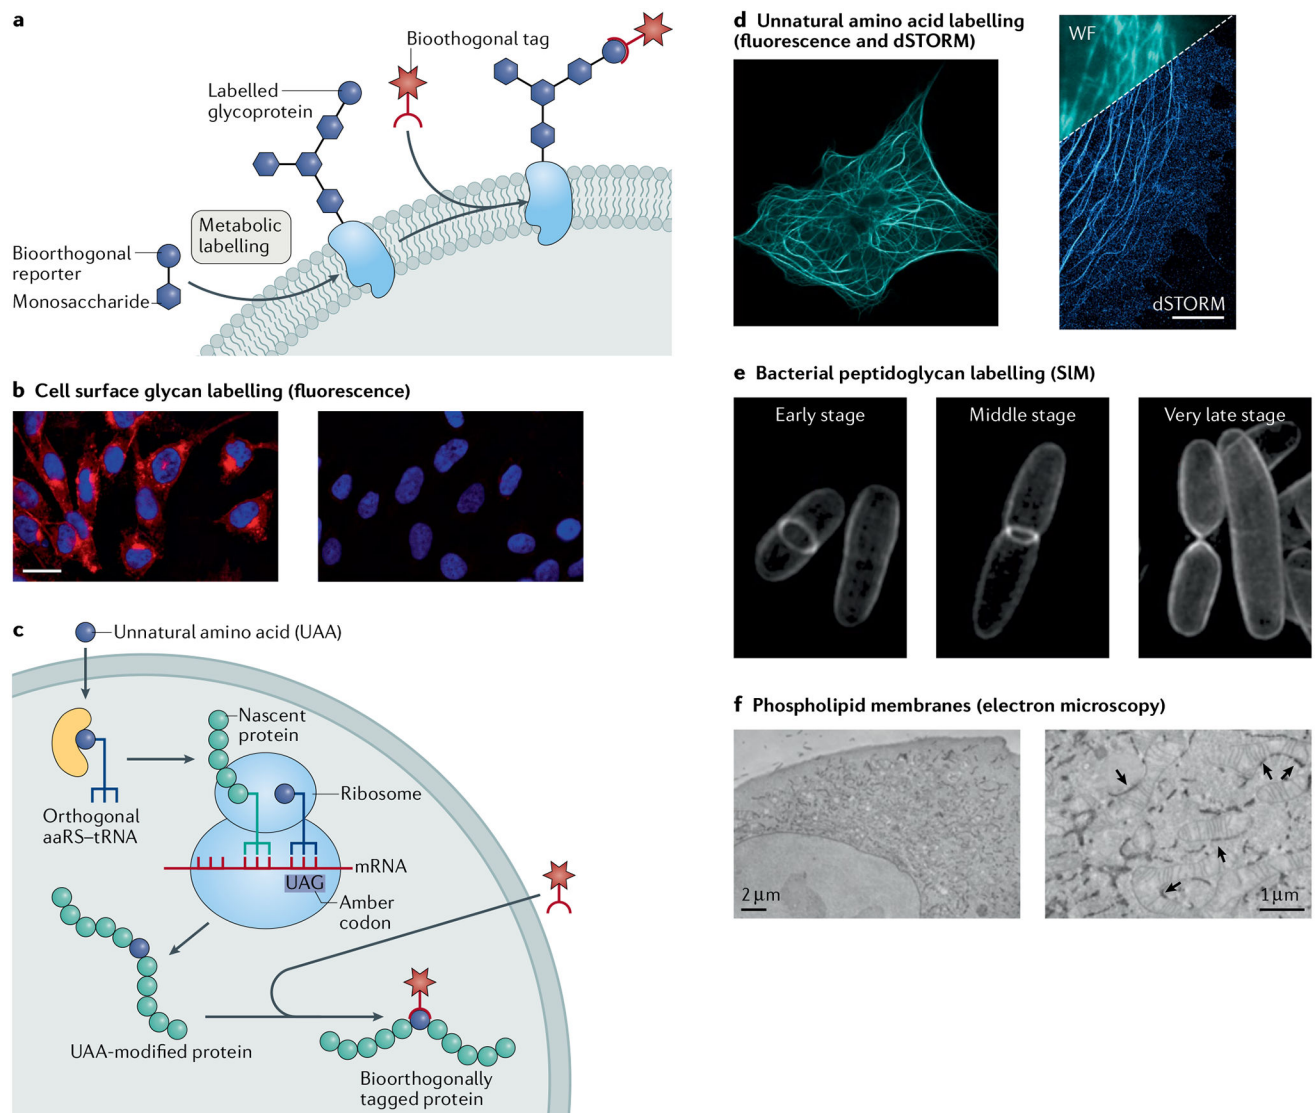 a
Bioothogonal tag
Labelled
glycoprotein
Metabolic
labelling
Bioorthogonal
reporter
Monosaccharide
b Cell surface glycan labelling (fluorescence)
c
Unnatural amino acid (UAA)
Nascent
protein
Ribosome
Orthogonal
aaRS–tRNA
mRNA
UAG
Amber
codon
UAA-modified protein
Bioorthogonally
tagged protein
d Unnatural amino acid labelling
(fluorescence and dSTORM)
WF
dSTORM
e Bacterial peptidoglycan labelling (SIM)
Early stage
Middle stage
Very late stage
f Phospholipid membranes (electron microscopy)
2 µm
1 µm